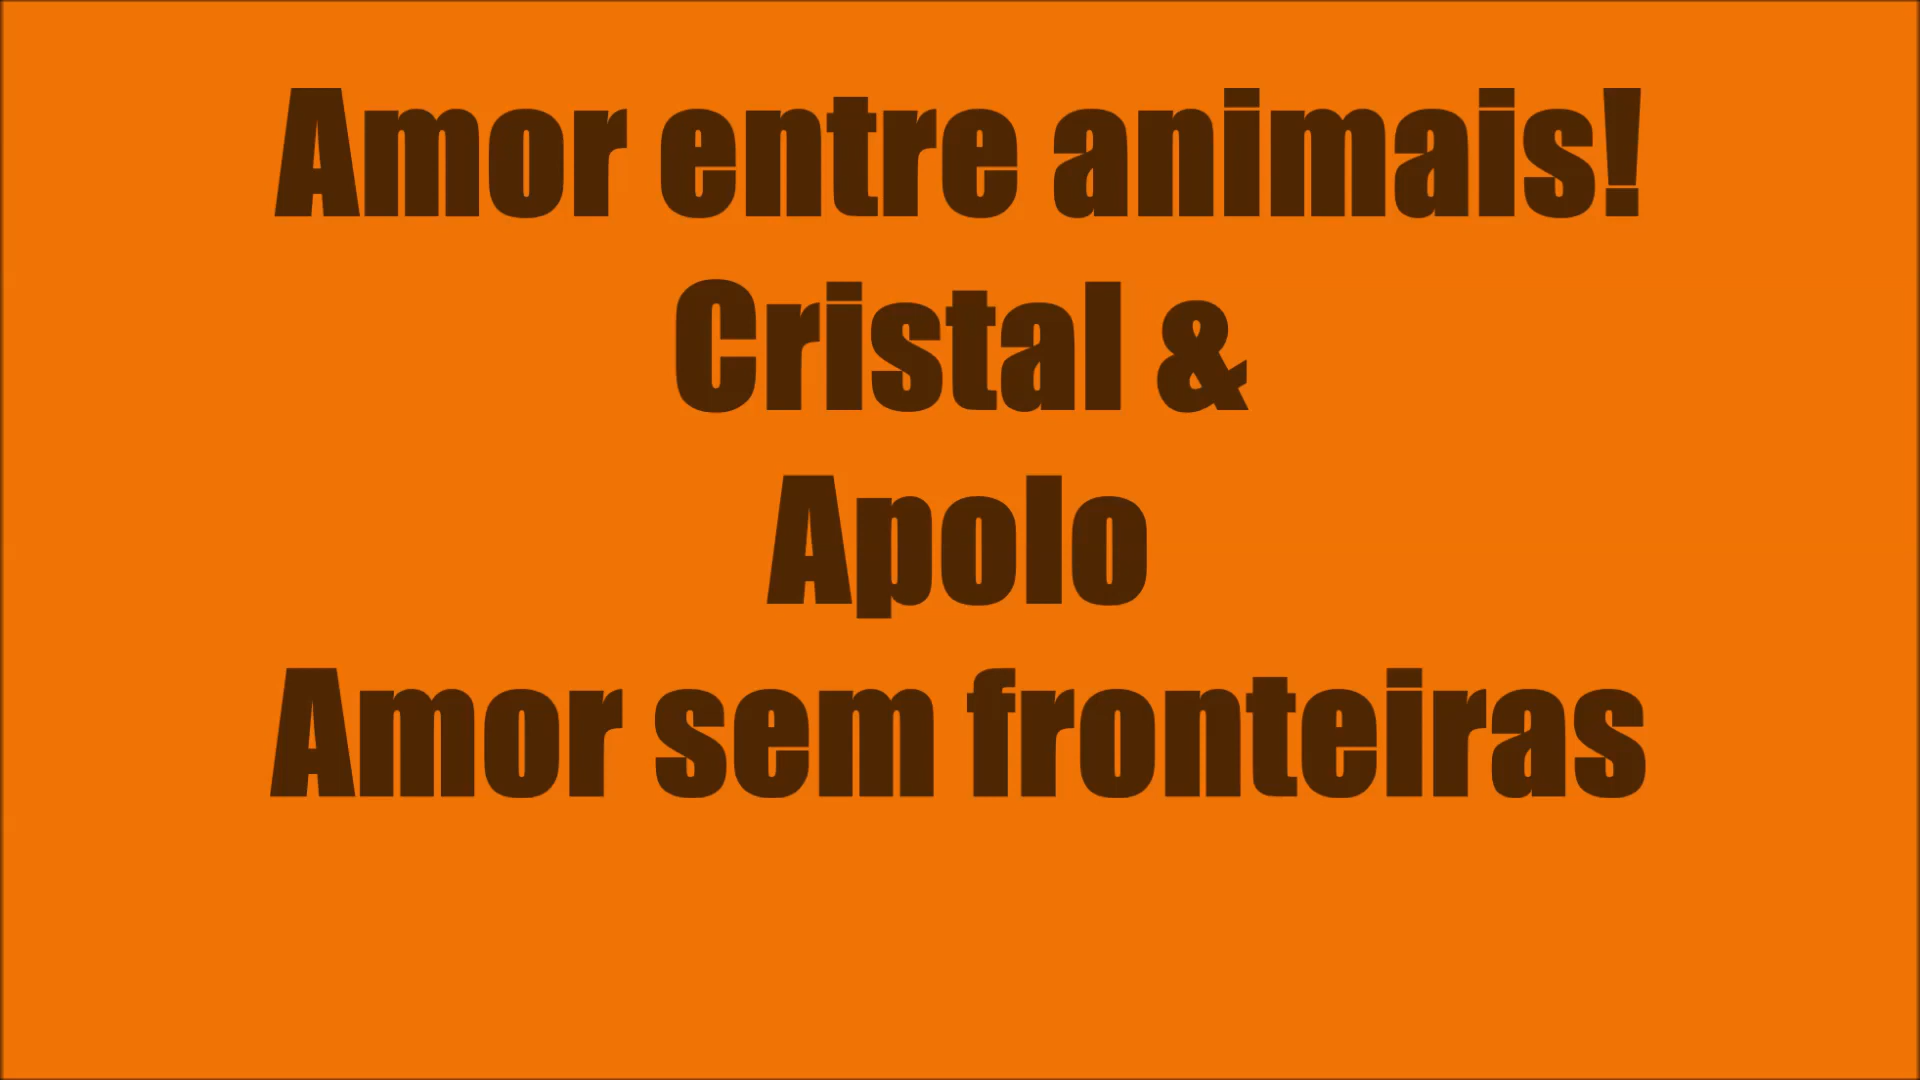 Amor entre animais!
Cristal &
Apolo
Amor sem fronteiras